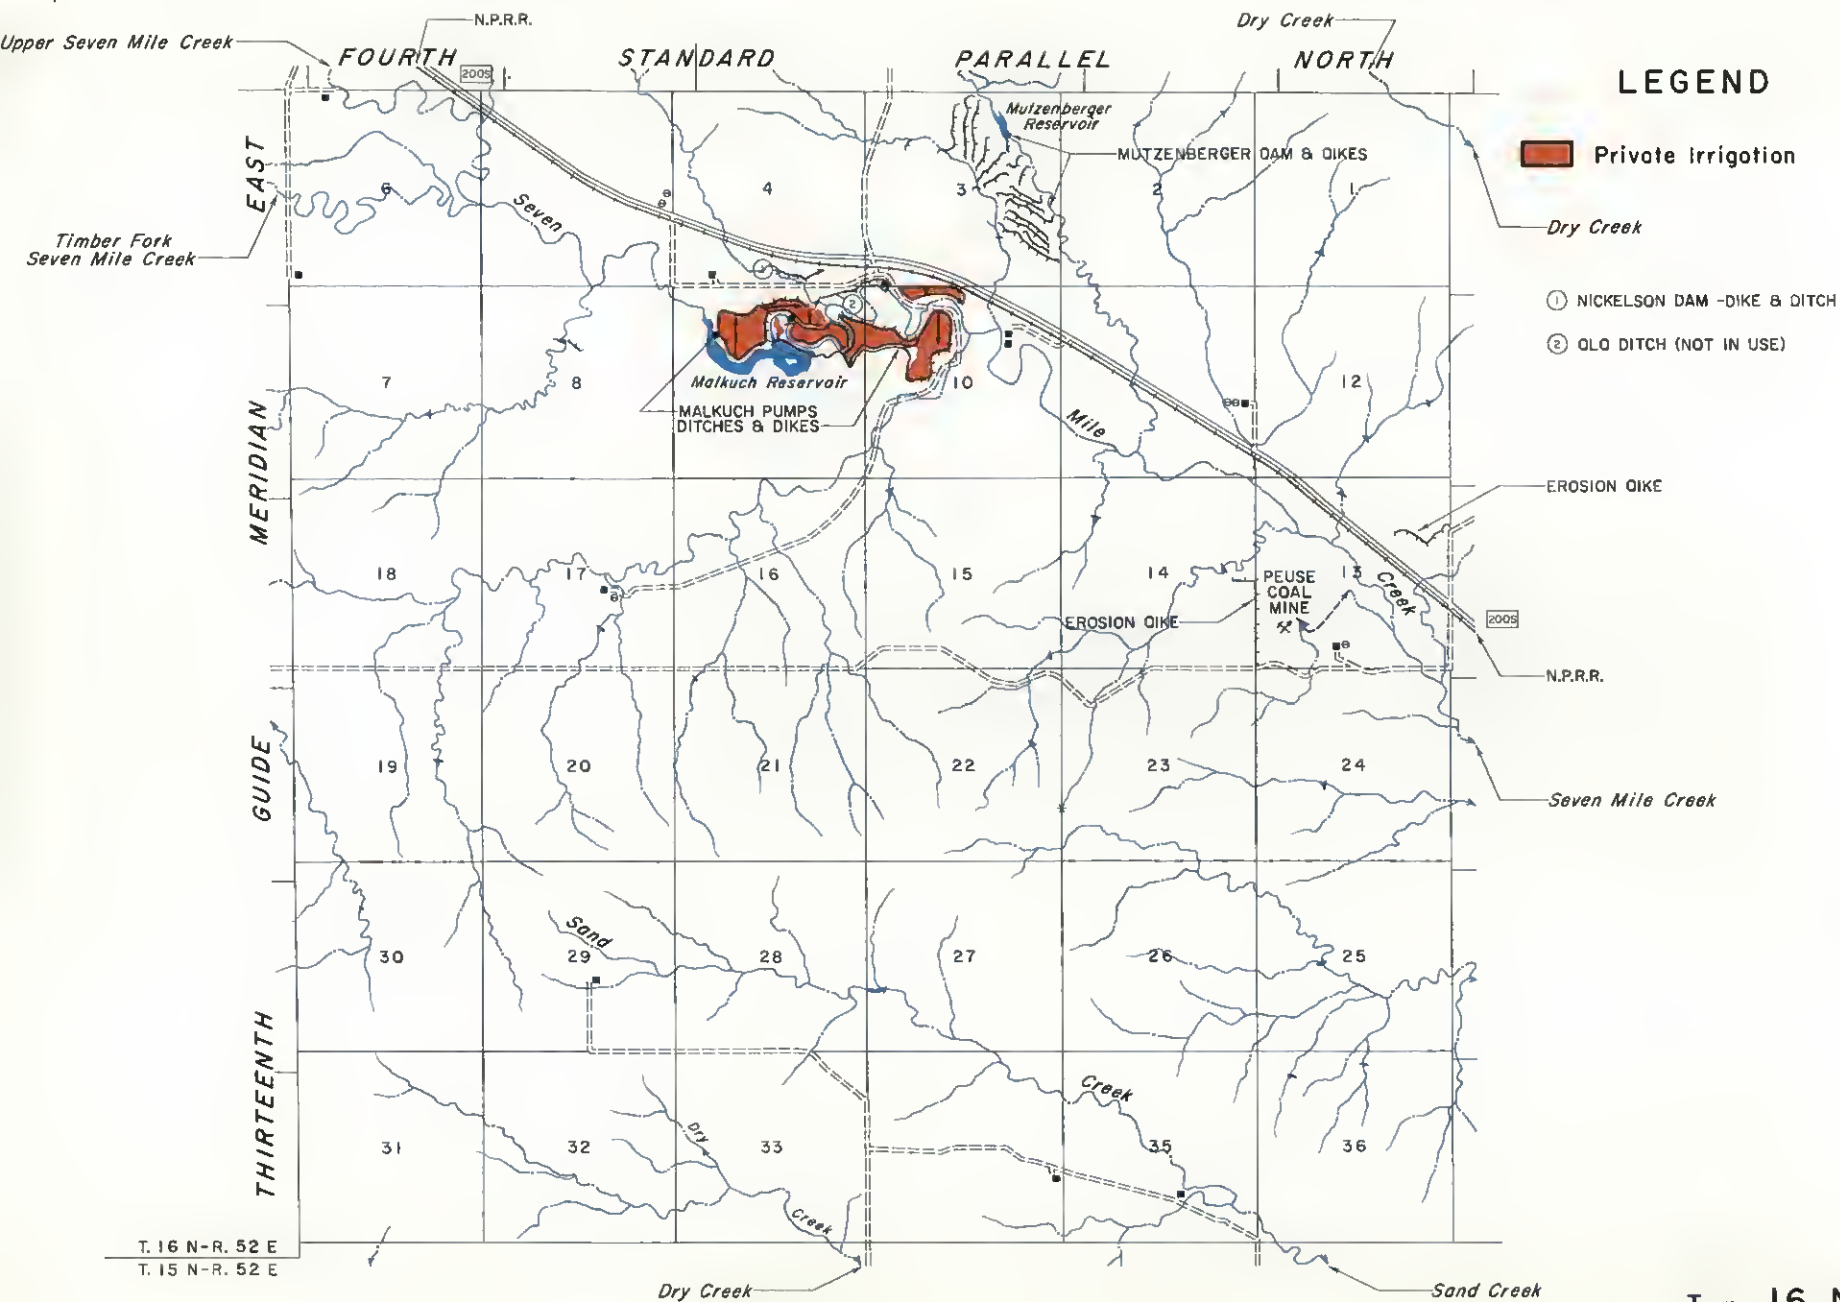 N.P.R.R.
Dry Creek
Upper Seven Mile Creek
FOURTH STANDARD PARALLEL NORTH
200S
LEGEND
Mutzenberger
Reservoir
MUTZENBERGER DAM & DIKES
Private Irrigation
EAST
6
4
3
2
1
Seven
Dry Creek
Timber Fork
Seven Mile Creek
1
2
1 NICKELSON DAM -DIKE & DITCH
2 OLD DITCH (NOT IN USE)
7
8
Malkuch Reservoir
10
12
MALKUCH PUMPS
DITCHES & DIKES
Mile
MERIDIAN
EROSION DIKE
18
17
16
15
14
PEUSE
COAL
MINE
13
Creek
EROSION DIKE
200S
N.P.R.R.
GUIDE
19
20
21
22
23
24
Seven Mile Creek
Sand
30
29
28
27
26
25
THIRTEENTH
Creek
31
32
Dry
33
35
36
Creek
T. 16 N-R. 52 E
T. 15 N-R. 52 E
Dry Creek
Sand Creek
16 N